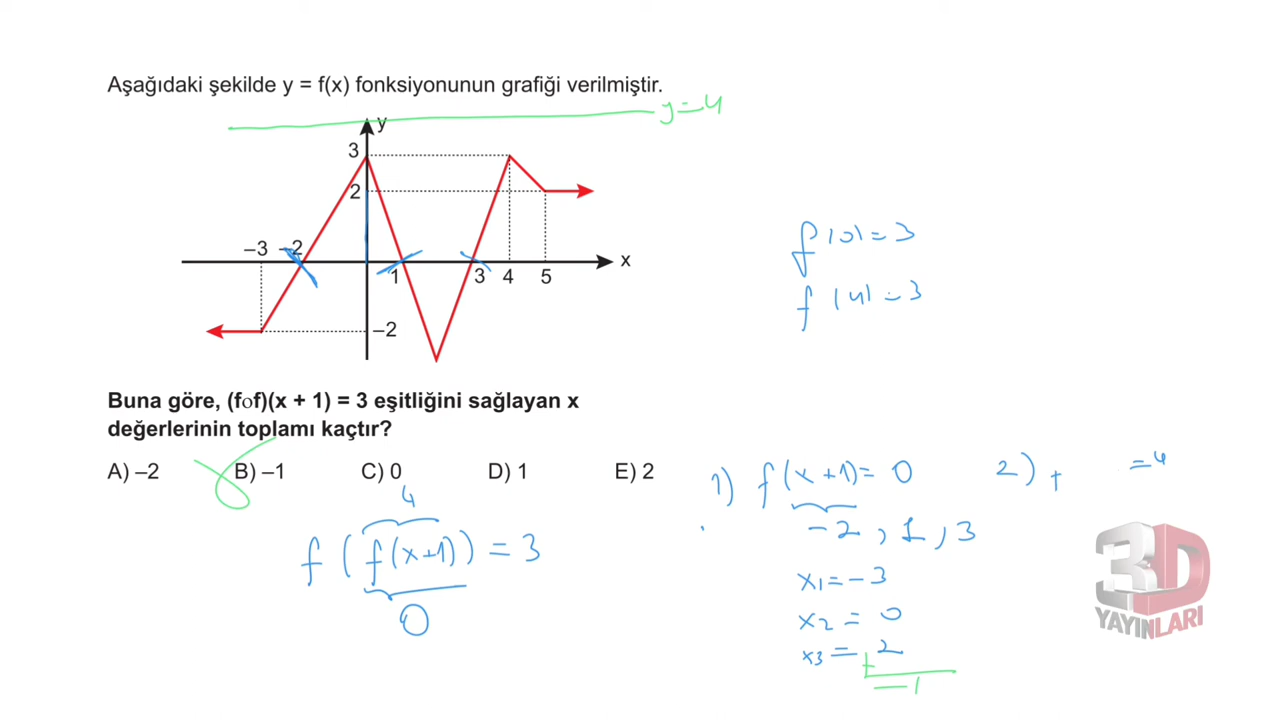 Aşağıdaki şekilde y = f(x) fonksiyonunun grafiği verilmiştir.
y=4
y
3
2
–3 –2
1 3 4 5 x
–2
f(0)=3
f(4)=3
Buna göre, (fof)(x + 1) = 3 eşitliğini sağlayan x
değerlerinin toplamı kaçtır?
A) –2 B) –1 C) 0 D) 1 E) 2
4
f(f(x+1))=3
0
1) f(x+1)=0 2) =4
-2, 1, 3
x1=-3
x2=0
x3=2
+
-1
3D
YAYINLARI